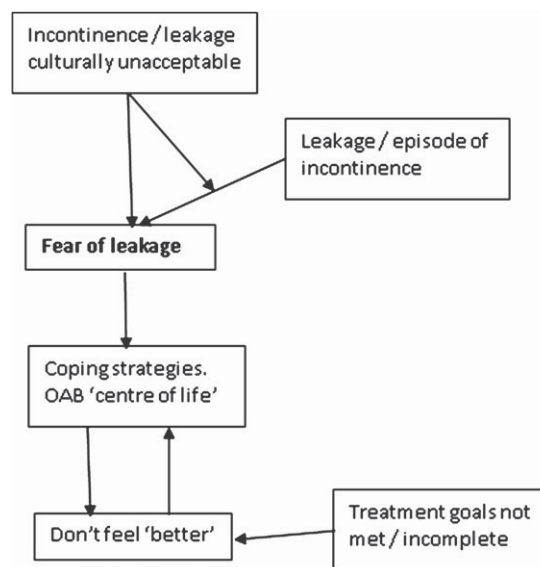 Incontinence / leakage
culturally unacceptable
Leakage / episode of
incontinence
Fear of leakage
Coping strategies.
OAB ‘centre of life’
Don’t feel ‘better’
Treatment goals not
met / incomplete